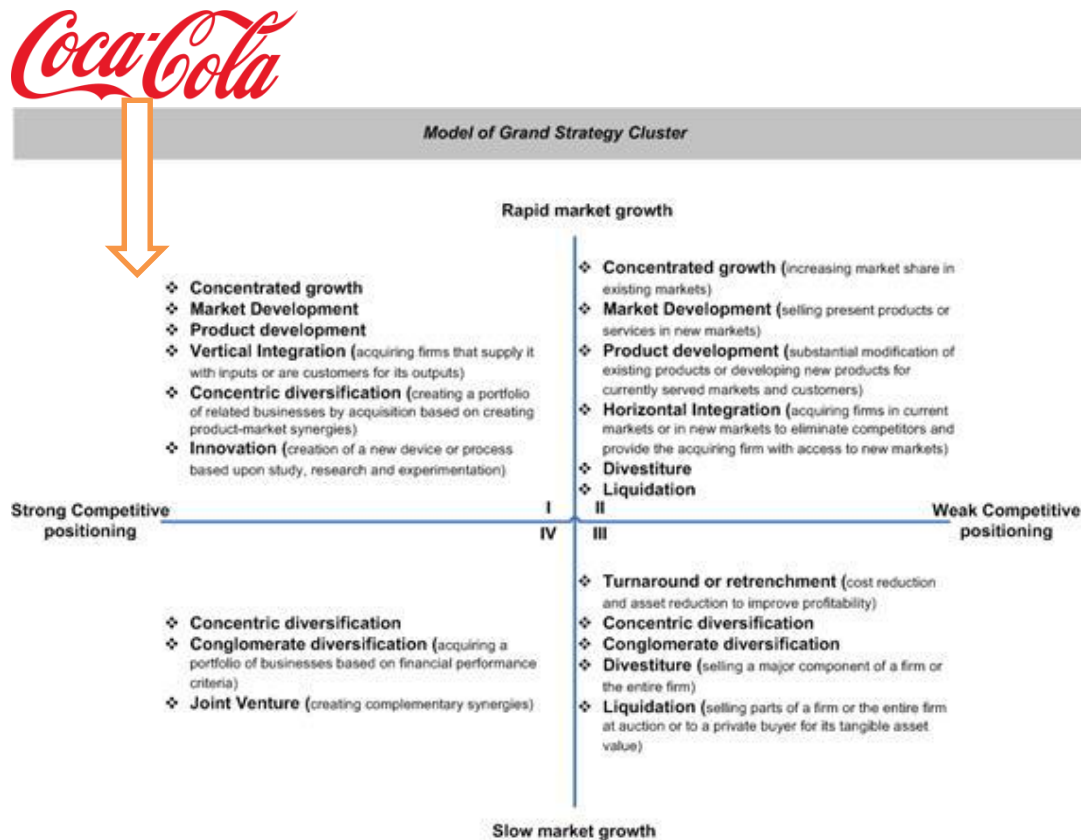 Coca-Cola
Model of Grand Strategy Cluster
Rapid market growth
❖ Concentrated growth
❖ Market Development
❖ Product development
❖ Vertical Integration (acquiring firms that supply it
with inputs or are customers for its outputs)
❖ Concentric diversification (creating a portfolio
of related businesses by acquisition based on creating
product-market synergies)
❖ Innovation (creation of a new device or process
based upon study, research and experimentation)
❖ Concentrated growth (increasing market share in
existing markets)
❖ Market Development (selling present products or
services in new markets)
❖ Product development (substantial modification of
existing products or developing new products for
currently served markets and customers)
❖ Horizontal Integration (acquiring firms in current
markets or in new markets to eliminate competitors and
provide the acquiring firm with access to new markets)
❖ Divestiture
❖ Liquidation
Strong Competitive
positioning
I
II
IV
III
Weak Competitive
positioning
❖ Concentric diversification
❖ Conglomerate diversification (acquiring a
portfolio of businesses based on financial performance
criteria)
❖ Joint Venture (creating complementary synergies)
❖ Turnaround or retrenchment (cost reduction
and asset reduction to improve profitability)
❖ Concentric diversification
❖ Conglomerate diversification
❖ Divestiture (selling a major component of a firm or
the entire firm)
❖ Liquidation (selling parts of a firm or the entire firm
at auction or to a private buyer for its tangible asset
value)
Slow market growth